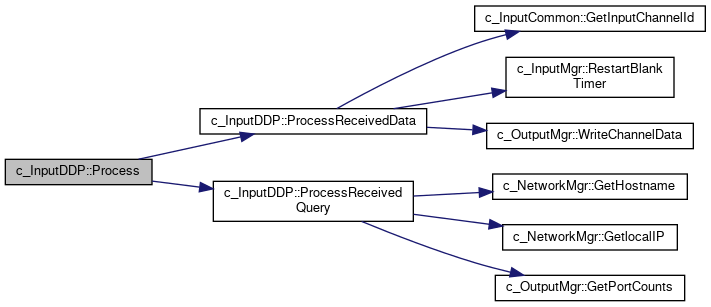 c_InputCommon::GetInputChannelId
c_InputMgr::RestartBlank
Timer
c_InputDDP::ProcessReceivedData
c_OutputMgr::WriteChannelData
c_InputDDP::Process
c_InputDDP::ProcessReceived
Query
c_NetworkMgr::GetHostname
c_NetworkMgr::GetlocalIP
c_OutputMgr::GetPortCounts